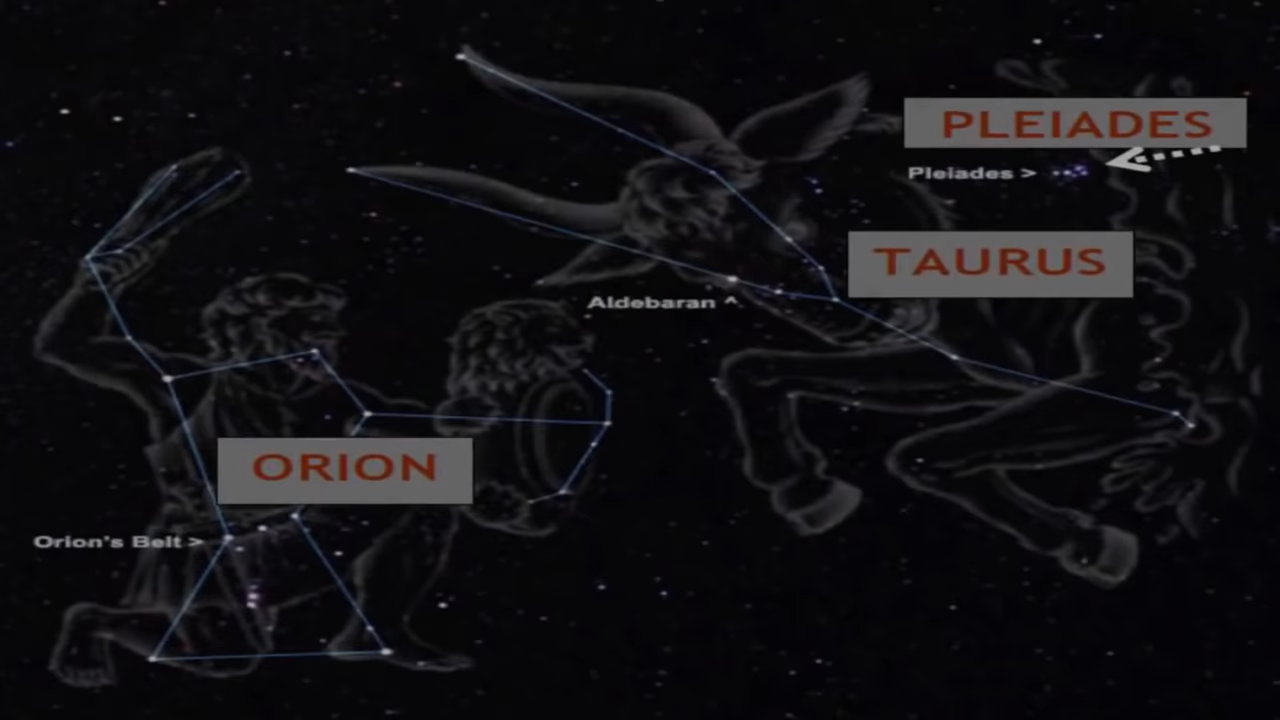 PLEIADES
Pleiades >
TAURUS
Aldebaran ^
ORION
Orion's Belt >